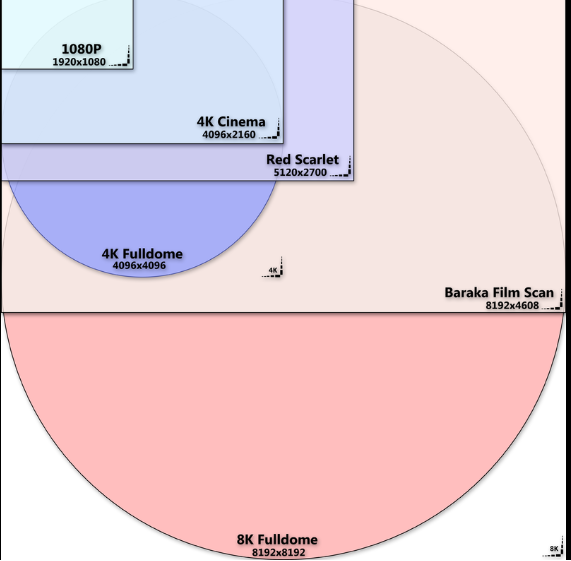 1080P
1920x1080
4K Cinema
4096x2160
Red Scarlet
5120x2700
4K Fulldome
4096x4096
4K
Baraka Film Scan
8192x4608
8K Fulldome
8192x8192
8K